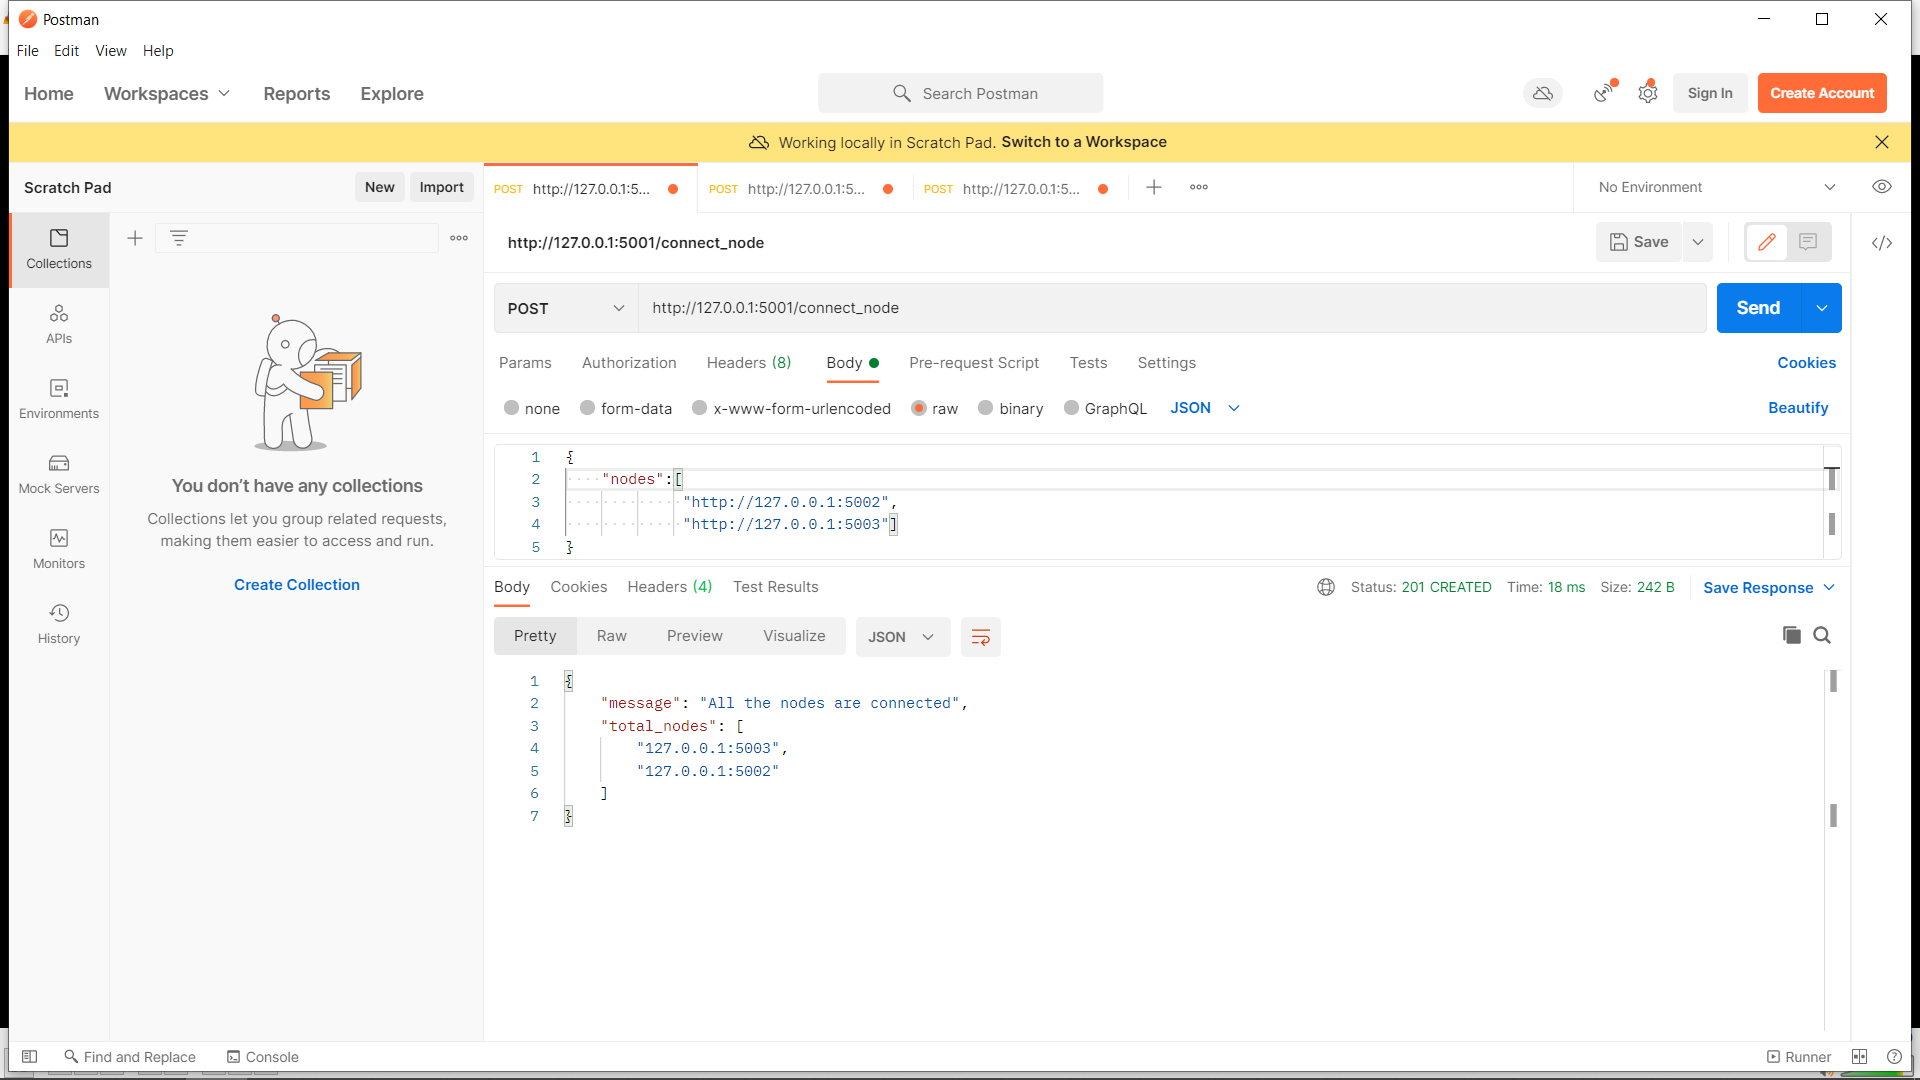 Postman
File Edit View Help
Home Workspaces Reports Explore
Search Postman
Sign In
Create Account
Working locally in Scratch Pad. Switch to a Workspace
Scratch Pad
New
Import
POST http://127.0.0.1:5...
POST http://127.0.0.1:5...
POST http://127.0.0.1:5...
No Environment
Collections
APIs
Environments
Mock Servers
Monitors
History
You don’t have any collections
Collections let you group related requests,
making them easier to access and run.
Create Collection
http://127.0.0.1:5001/connect_node
Save
POST
http://127.0.0.1:5001/connect_node
Send
Params Authorization Headers (8) Body Pre-request Script Tests Settings
Cookies
none form-data x-www-form-urlencoded raw binary GraphQL JSON
Beautify
1 {
2 "nodes":[
3 "http://127.0.0.1:5002",
4 "http://127.0.0.1:5003"]
5 }
Body Cookies Headers (4) Test Results
Status: 201 CREATED Time: 18 ms Size: 242 B
Save Response
Pretty Raw Preview Visualize JSON
1 {
2 "message": "All the nodes are connected",
3 "total_nodes": [
4 "127.0.0.1:5003",
5 "127.0.0.1:5002"
6 ]
7 }
Find and Replace
Console
Runner